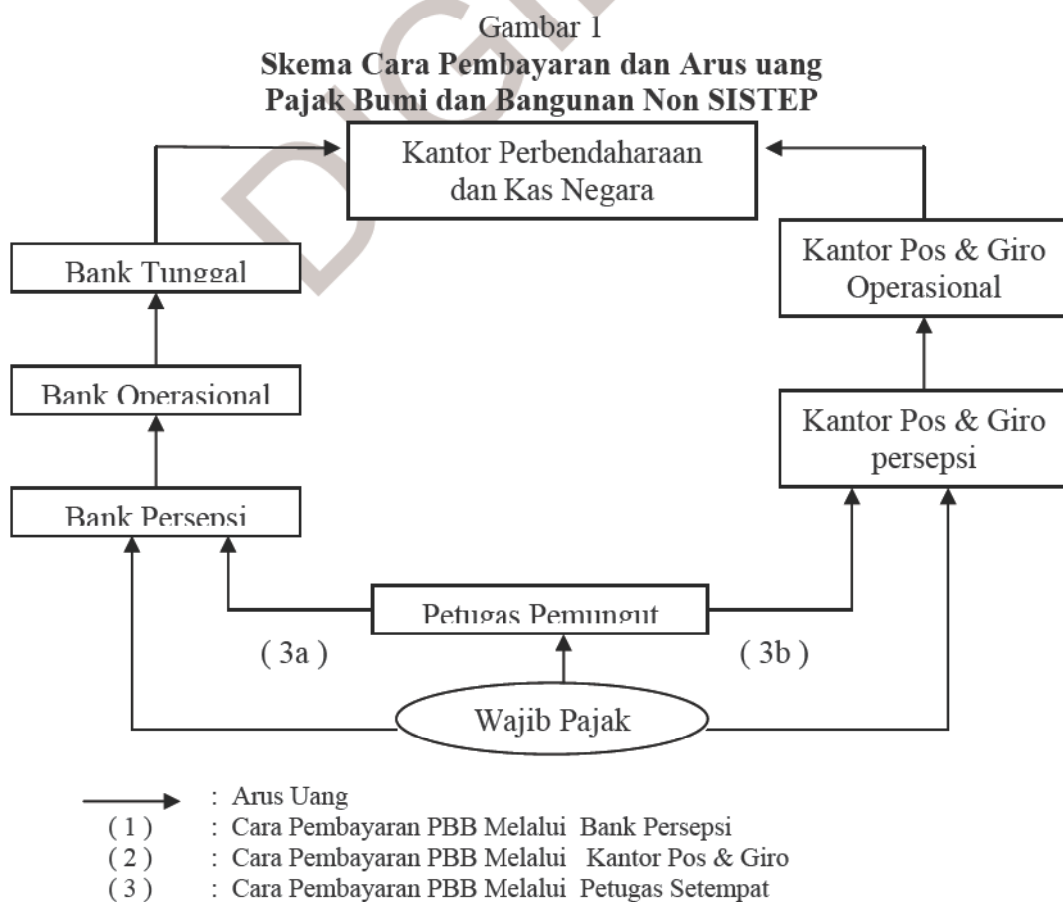 Gambar 1
Skema Cara Pembayaran dan Arus uang
Pajak Bumi dan Bangunan Non SISTEP
Kantor Perbendaharaan
dan Kas Negara
Bank Tunggal
Kantor Pos & Giro
Operasional
Bank Operasional
Kantor Pos & Giro
persepsi
Bank Persepsi
Petugas Pemungut
( 3a )
( 3b )
Wajib Pajak
: Arus Uang
( 1 ) : Cara Pembayaran PBB Melalui Bank Persepsi
( 2 ) : Cara Pembayaran PBB Melalui Kantor Pos & Giro
( 3 ) : Cara Pembayaran PBB Melalui Petugas Setempat